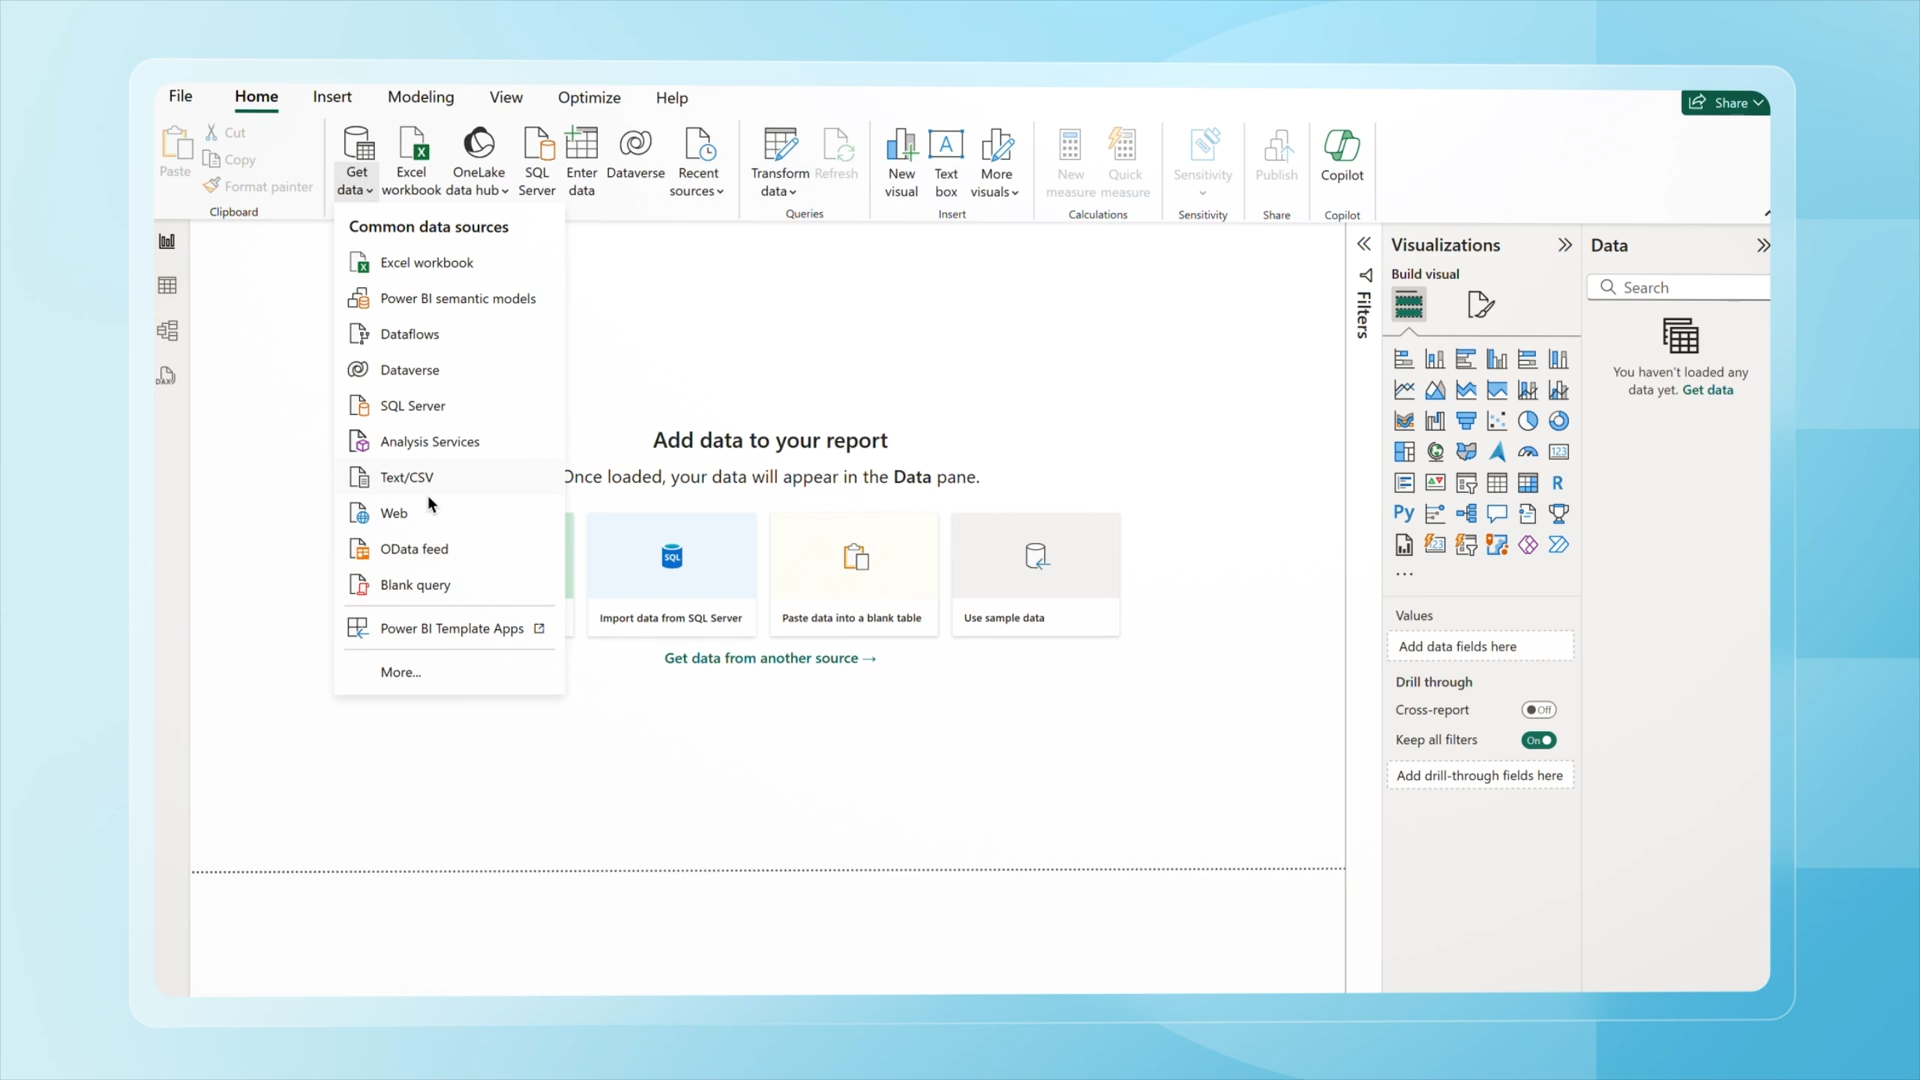 File Home Insert Modeling View Optimize Help
Share
Paste
Cut
Copy
Format painter
Clipboard
Get data
Excel workbook
OneLake data hub
SQL Server
Enter data
Dataverse
Recent sources
Transform data
Refresh
Queries
New visual
Text box
More visuals
Insert
New measure
Quick measure
Calculations
Sensitivity
Sensitivity
Publish
Share
Copilot
Copilot
Common data sources
Excel workbook
Power BI semantic models
Dataflows
Dataverse
SQL Server
Analysis Services
Text/CSV
Web
OData feed
Blank query
Power BI Template Apps
More...
DAX
Add data to your report
Once loaded, your data will appear in the Data pane.
SQL
Import data from SQL Server
Paste data into a blank table
Use sample data
Get data from another source →
Filters
Visualizations
Build visual
123
R
Py
123
...
Values
Add data fields here
Drill through
Cross-report
Off
Keep all filters
On
Add drill-through fields here
Data
Search
You haven't loaded any
data yet. Get data